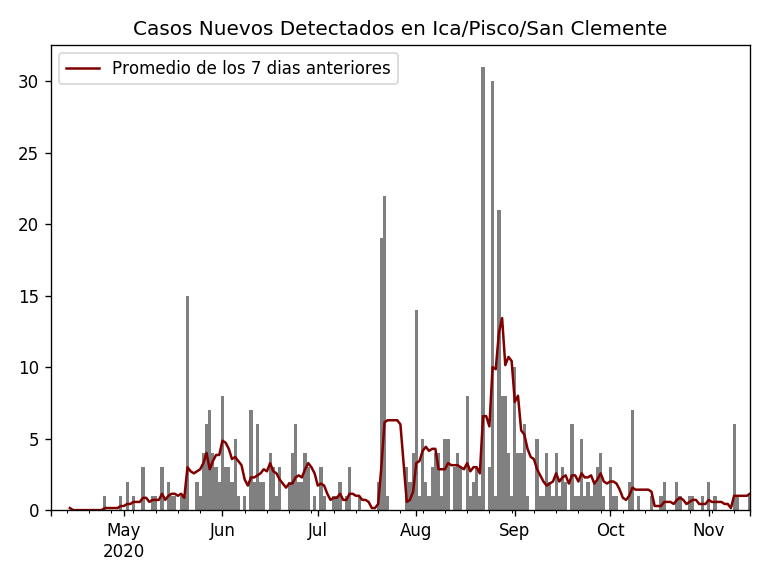 Casos Nuevos Detectados en Ica/Pisco/San Clemente
Promedio de los 7 dias anteriores
30
25
20
15
10
5
0
May Jun Jul Aug Sep Oct Nov
2020